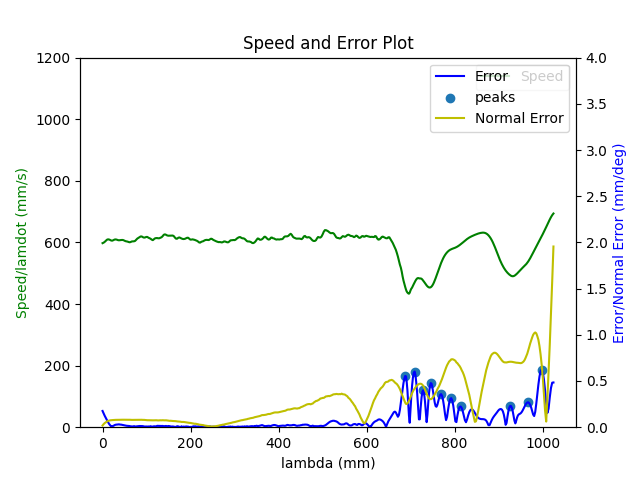 Speed and Error Plot
1200
1000
800
600
400
200
0
Speed/lamdot (mm/s)
4.0
3.5
3.0
2.5
2.0
1.5
1.0
0.5
0.0
Error/Normal Error (mm/deg)
Error
Speed
peaks
Normal Error
0
200
400
600
800
1000
lambda (mm)